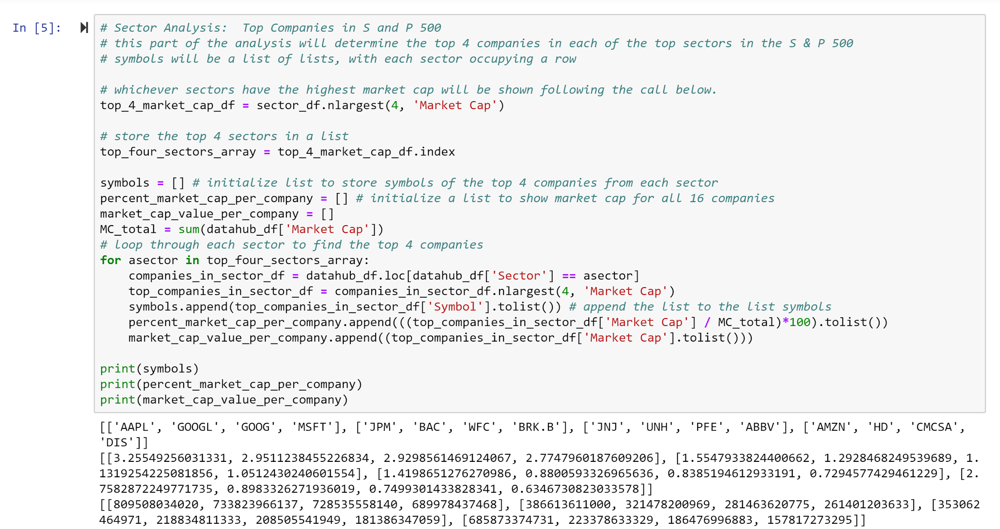 In [5]:
# Sector Analysis:  Top Companies in S and P 500
# this part of the analysis will determine the top 4 companies in each of the top sectors in the S & P 500
# symbols will be a list of lists, with each sector occupying a row

# whichever sectors have the highest market cap will be shown following the call below.
top_4_market_cap_df = sector_df.nlargest(4, 'Market Cap')

# store the top 4 sectors in a list
top_four_sectors_array = top_4_market_cap_df.index

symbols = [] # initialize list to store symbols of the top 4 companies from each sector
percent_market_cap_per_company = [] # initialize a list to show market cap for all 16 companies
market_cap_value_per_company = []
MC_total = sum(datahub_df['Market Cap'])
# loop through each sector to find the top 4 companies
for asector in top_four_sectors_array:
    companies_in_sector_df = datahub_df.loc[datahub_df['Sector'] == asector]
    top_companies_in_sector_df = companies_in_sector_df.nlargest(4, 'Market Cap')
    symbols.append(top_companies_in_sector_df['Symbol'].tolist()) # append the list to the list symbols
    percent_market_cap_per_company.append(((top_companies_in_sector_df['Market Cap'] / MC_total)*100).tolist())
    market_cap_value_per_company.append((top_companies_in_sector_df['Market Cap'].tolist()))

print(symbols)
print(percent_market_cap_per_company)
print(market_cap_value_per_company)
[['AAPL', 'GOOGL', 'GOOG', 'MSFT'], ['JPM', 'BAC', 'WFC', 'BRK.B'], ['JNJ', 'UNH', 'PFE', 'ABBV'], ['AMZN', 'HD', 'CMCSA',
'DIS']]
[[3.25549256031331, 2.9511238455226834, 2.9298561469124067, 2.7747960187609206], [1.5547933824400662, 1.2928468249539689, 1.
1319254225081856, 1.0512430240601554], [1.4198651276270986, 0.8800593326965636, 0.8385194612933191, 0.7294577429461229], [2.
7582872249771735, 0.8983326271936019, 0.7499301433828341, 0.6346730823033578]]
[[809508034020, 733823966137, 728535558140, 689978437468], [386613611000, 321478200969, 281463620775, 261401203633], [353062
464971, 218834811333, 208505541949, 181386347059], [685873374731, 223378633329, 186476996883, 157817273295]]